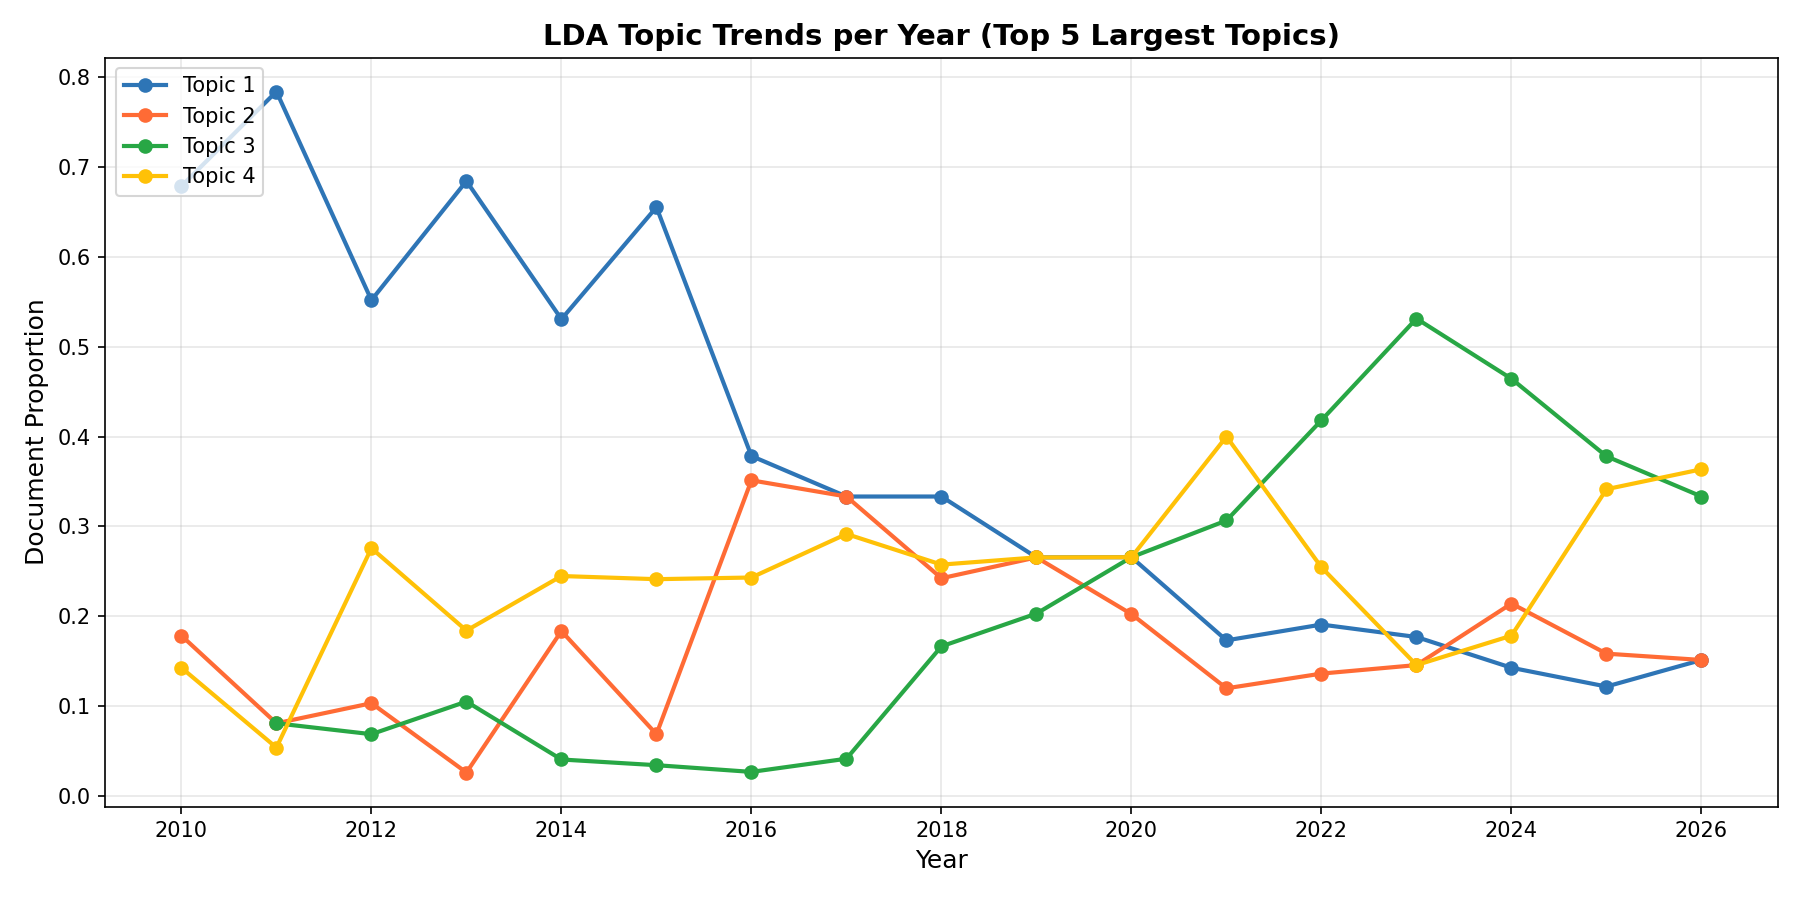 LDA Topic Trends per Year (Top 5 Largest Topics)
Topic 1
Topic 2
Topic 3
Topic 4
Document Proportion
0.8
0.7
0.6
0.5
0.4
0.3
0.2
0.1
0.0
2010 2012 2014 2016 2018 2020 2022 2024 2026
Year